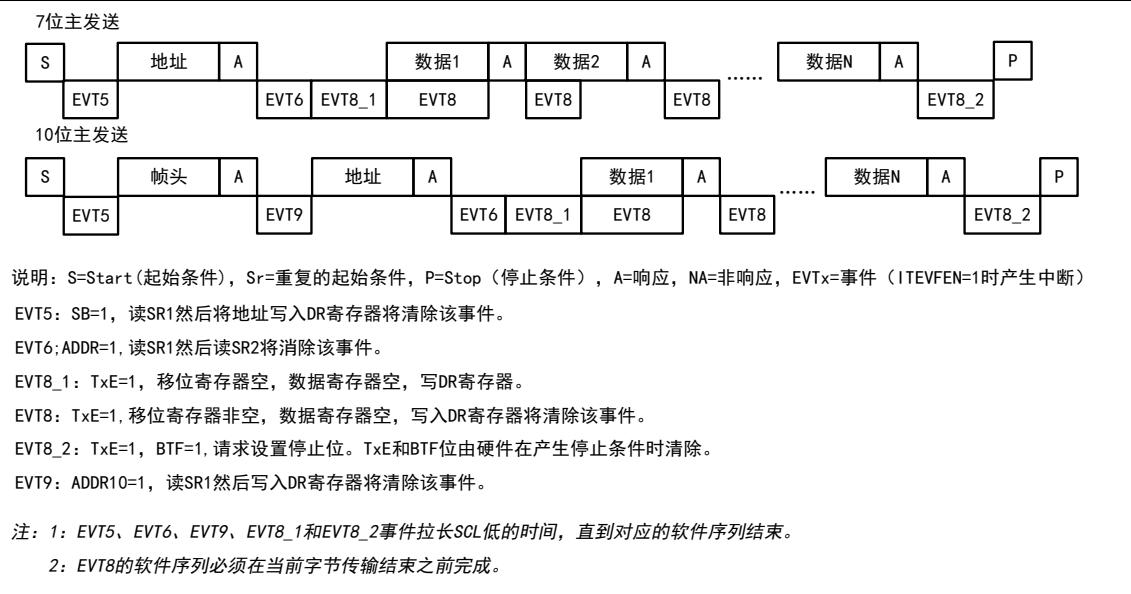 7位主发送
S 地址 A 数据1 A 数据2 A …… 数据N A P
EVT5 EVT6 EVT8_1 EVT8 EVT8 EVT8 EVT8_2
10位主发送
S 帧头 A 地址 A 数据1 A …… 数据N A P
EVT5 EVT9 EVT6 EVT8_1 EVT8 EVT8 EVT8_2
说明：S=Start(起始条件)，Sr=重复的起始条件，P=Stop（停止条件），A=响应，NA=非响应，EVTx=事件（ITEVFEN=1时产生中断）
EVT5：SB=1，读SR1然后将地址写入DR寄存器将清除该事件。
EVT6;ADDR=1,读SR1然后读SR2将消除该事件。
EVT8_1：TxE=1，移位寄存器空，数据寄存器空，写DR寄存器。
EVT8：TxE=1,移位寄存器非空，数据寄存器空，写入DR寄存器将清除该事件。
EVT8_2：TxE=1，BTF=1,请求设置停止位。TxE和BTF位由硬件在产生停止条件时清除。
EVT9：ADDR10=1，读SR1然后写入DR寄存器将清除该事件。
注：1：EVT5、EVT6、EVT9、EVT8_1和EVT8_2事件拉长SCL低的时间，直到对应的软件序列结束。
2：EVT8的软件序列必须在当前字节传输结束之前完成。